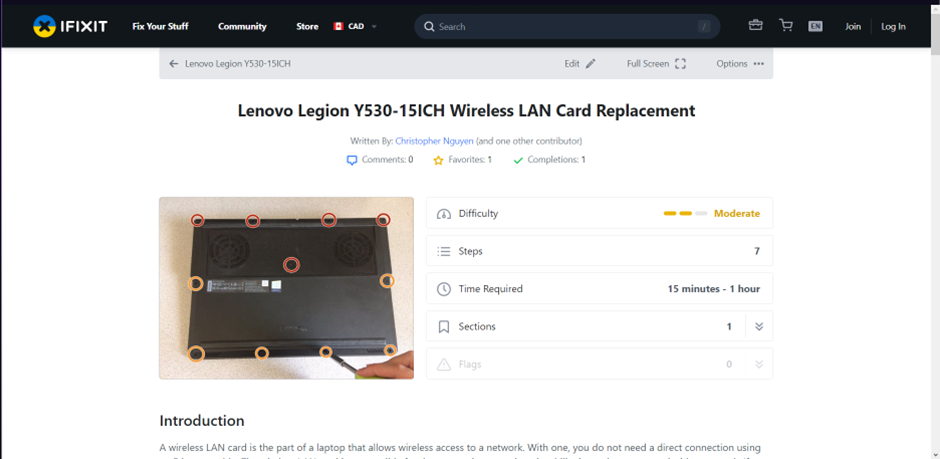 IFIXIT Fix Your Stuff Community Store CAD Search / EN Join Log In
Lenovo Legion Y530-15ICH Edit Full Screen Options
Lenovo Legion Y530-15ICH Wireless LAN Card Replacement
Written By: Christopher Nguyen (and one other contributor)
Comments: 0 Favorites: 1 Completions: 1
Difficulty Moderate
Steps 7
Time Required 15 minutes - 1 hour
Sections 1
Flags 0
Introduction
A wireless LAN card is the part of a laptop that allows wireless access to a network. With one, you do not need a direct connection using